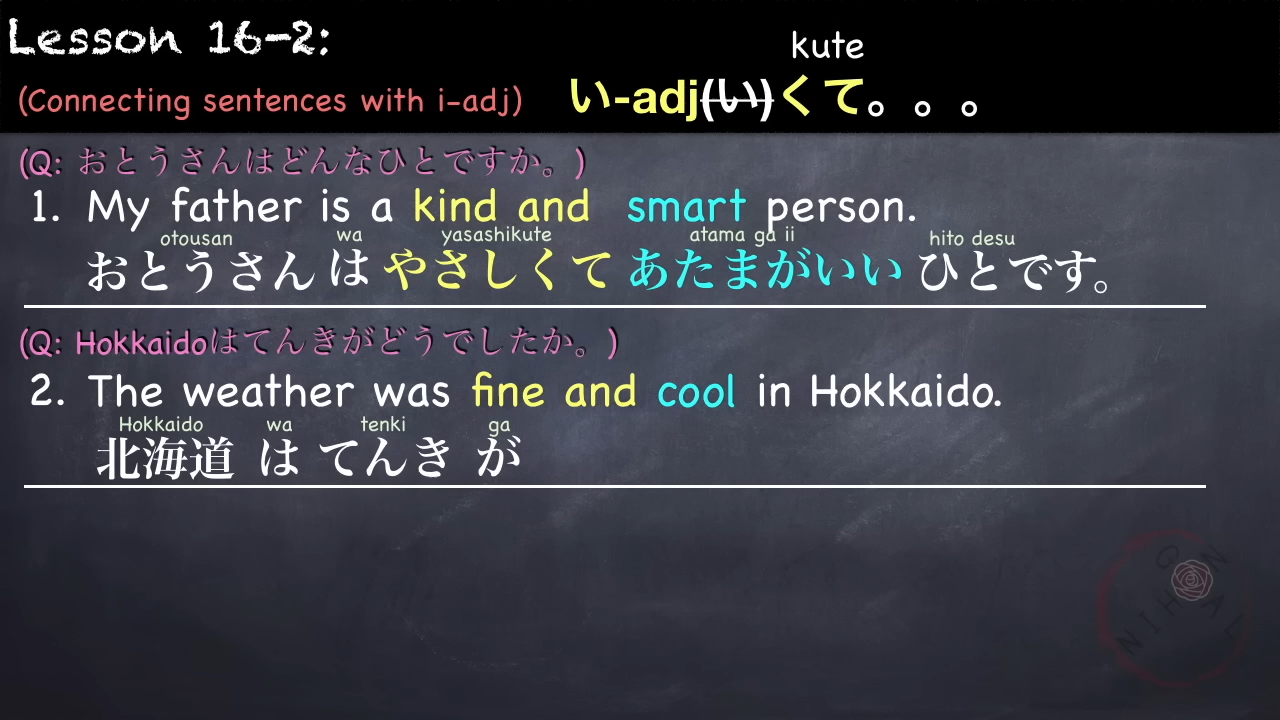 Lesson 16-2:
kute
(Connecting sentences with i-adj) い-adj(い)くて。。。
(Q: おとうさんはどんなひとですか。)
1. My father is a kind and smart person.
otousan wa yasashikute atama ga ii hito desu
おとうさん は やさしくて あたまがいい ひとです。
(Q: Hokkaidoはてんきがどうでしたか。)
2. The weather was fine and cool in Hokkaido.
Hokkaido wa tenki ga
北海道 は てんき が
NIHONGOAL